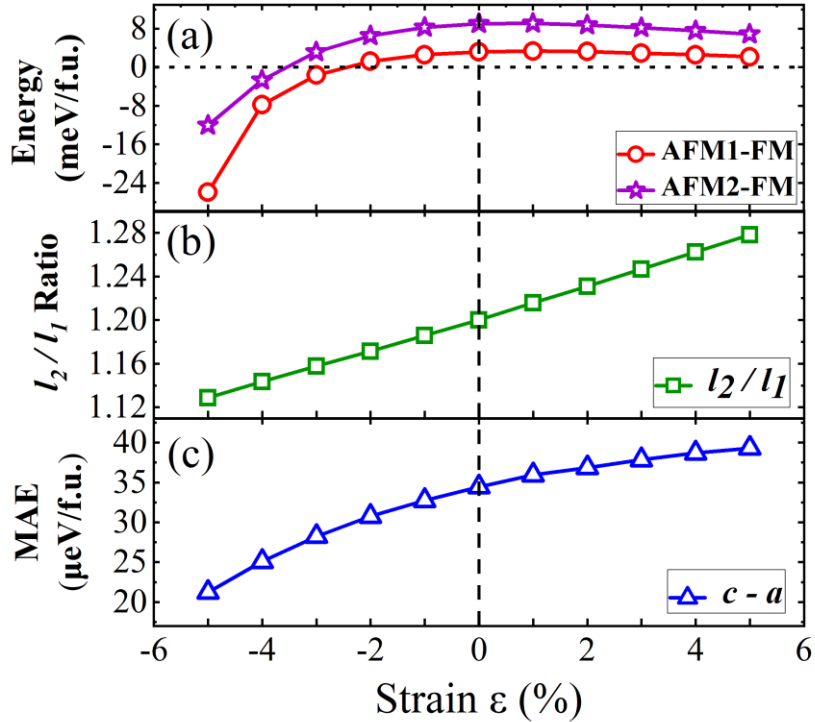 (a)
Energy
(meV/f.u.)
8
0
-8
-16
-24
AFM1-FM
AFM2-FM
(b)
l2 / l1 Ratio
1.28
1.24
1.20
1.16
1.12
l2 / l1
(c)
MAE
(μeV/f.u.)
40
35
30
25
20
c - a
-6 -4 -2 0 2 4 6
Strain ε (%)